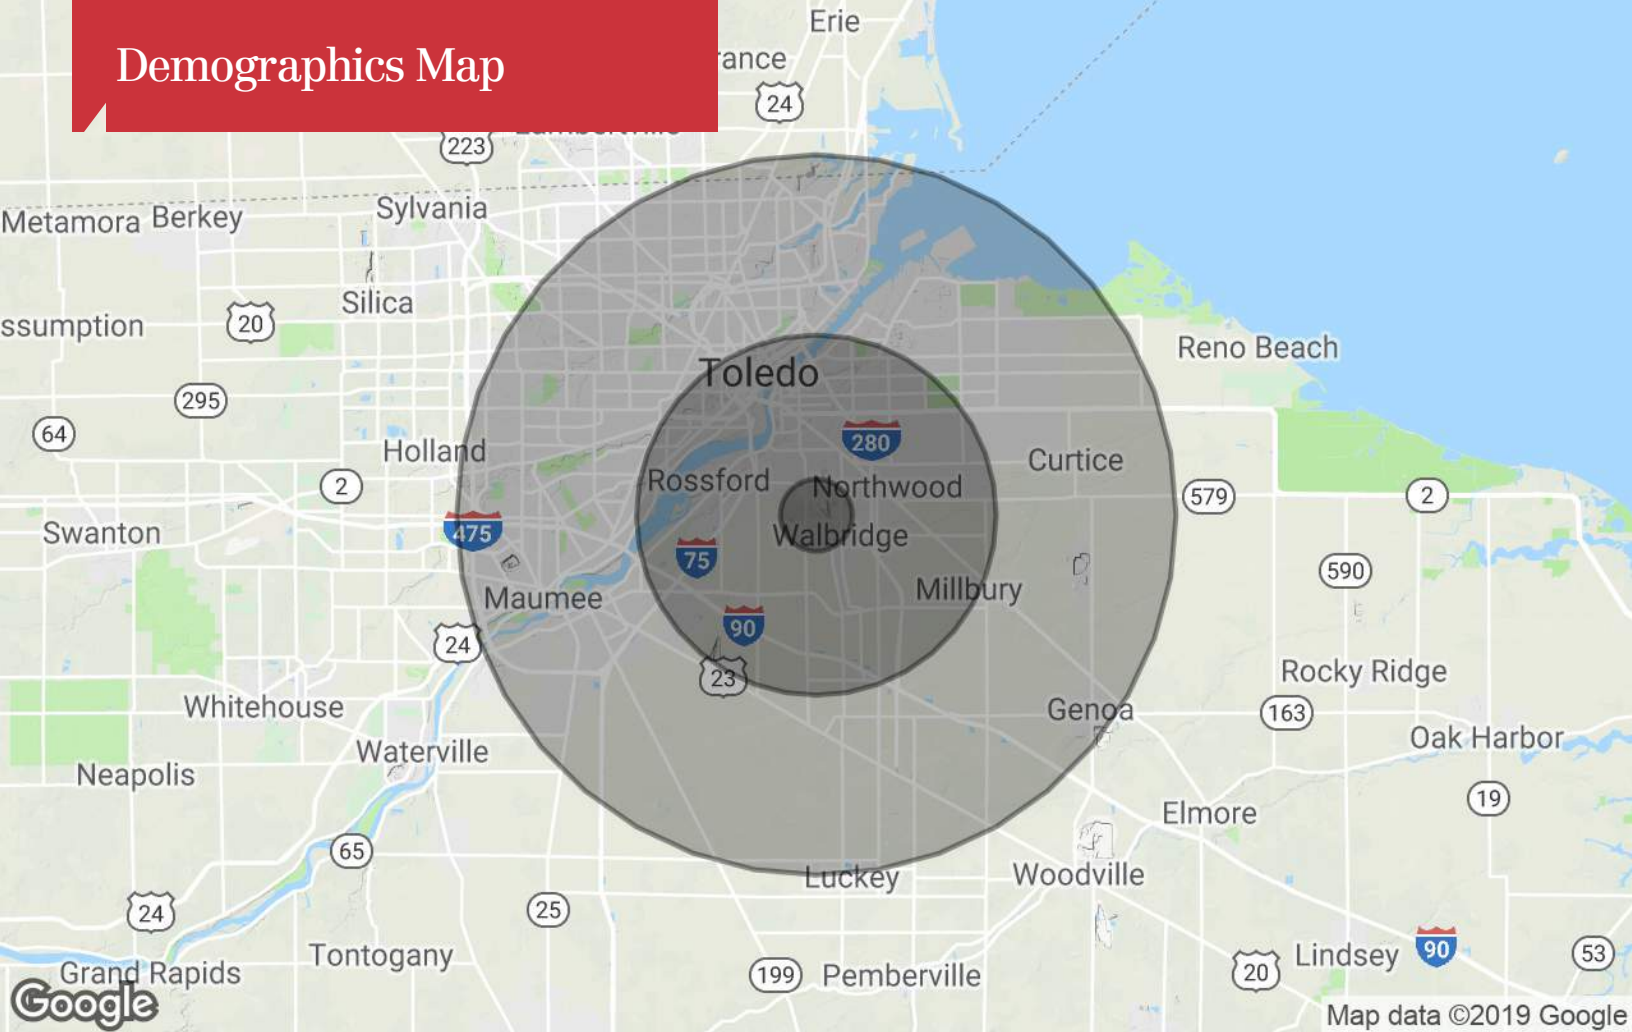 Demographics Map
Erie
rance
24
223
Metamora
Berkey
Sylvania
Silica
ssumption
20
295
64
Toledo
Reno Beach
Holland
2
280
Curtice
Rossford
Northwood
579
2
Swanton
475
75
Walbridge
590
Maumee
Millbury
24
90
23
Rocky Ridge
Whitehouse
Genoa
163
Waterville
Oak Harbor
Neapolis
19
Elmore
65
Luckey
Woodville
24
25
Tontogany
Lindsey
90
53
Grand Rapids
199
Pemberville
20
Google
Map data ©2019 Google